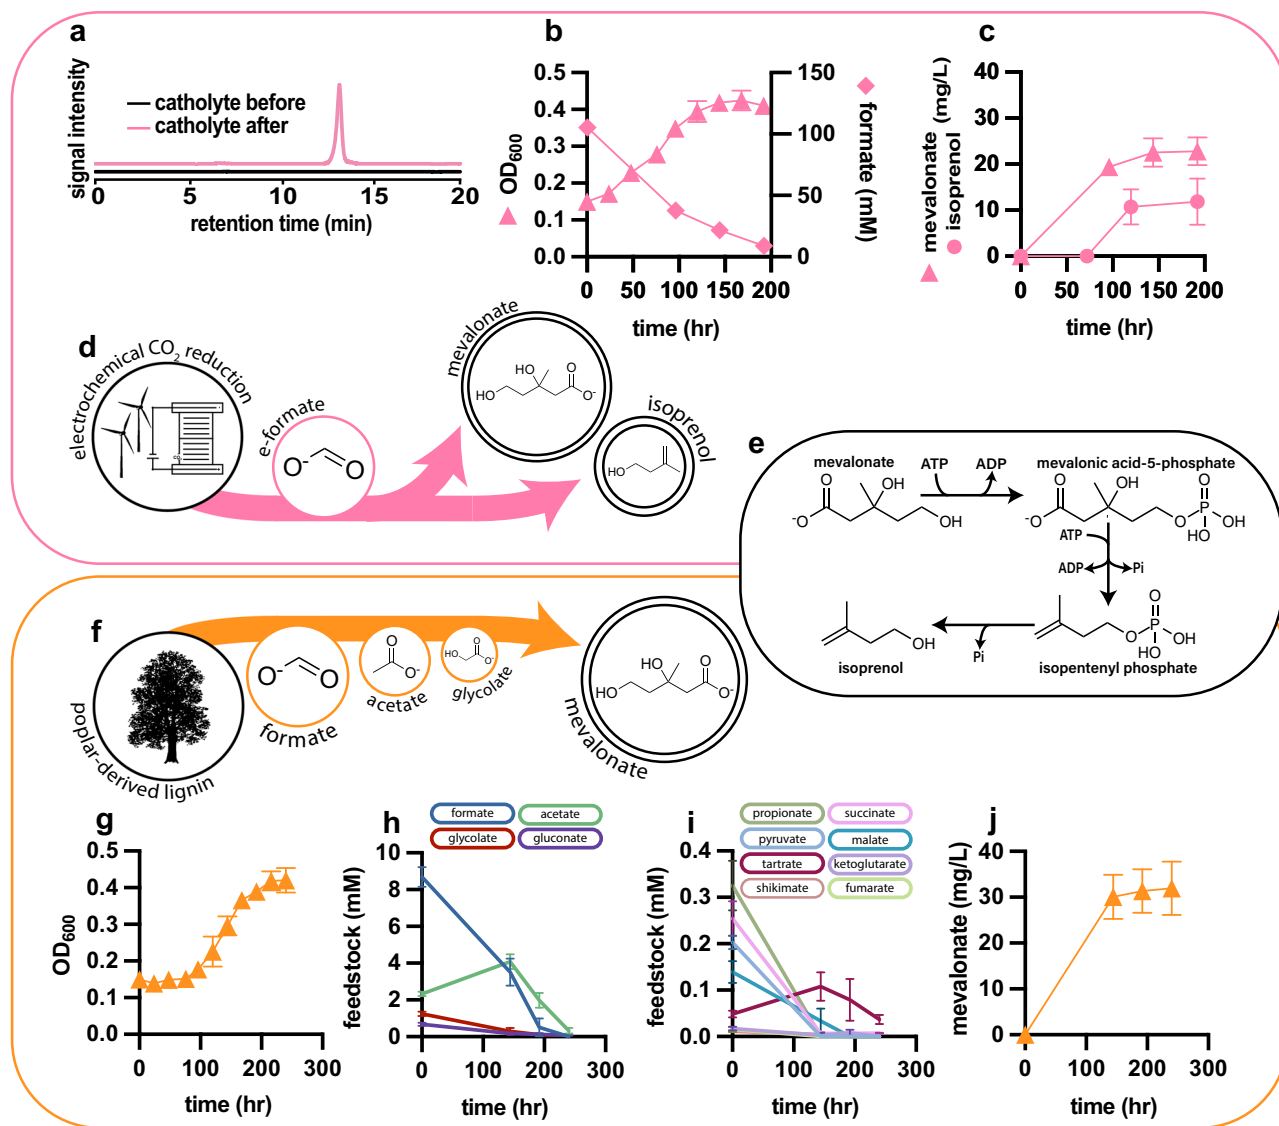 a
signal intensity
catholyte before
catholyte after
0 5 10 15 20
retention time (min)
b
0.5
0.4
0.3
0.2
0.1
0.0
OD600
150
100
50
0
formate (mM)
0 50 100 150 200
time (hr)
c
40
30
20
10
0
mevalonate
isoprenol (mg/L)
0 50 100 150 200
time (hr)
d
electrochemical CO2 reduction
e-formate
O- O
mevalonate
HO HO O O-
isoprenol
HO
e
mevalonate ATP ADP mevalonic acid-5-phosphate
O OH -O OH
O OH -O O O P OH HO
ATP
ADP Pi
isoprenol
OH
Pi
isopentenyl phosphate
O O P OH HO
f
poplar-derived lignin
formate
O- O
acetate
O O-
glycolate
HO O O-
mevalonate
HO HO O O-
g
0.5
0.4
0.3
0.2
0.1
0.0
OD600
0 100 200 300
time (hr)
h
formate acetate
glycolate gluconate
10
8
6
4
2
0
feedstock (mM)
0 100 200 300
time (hr)
i
propionate succinate
pyruvate malate
tartrate ketoglutarate
shikimate fumarate
0.4
0.3
0.2
0.1
0.0
feedstock (mM)
0 100 200 300
time (hr)
j
40
30
20
10
0
mevalonate (mg/L)
0 100 200 300
time (hr)